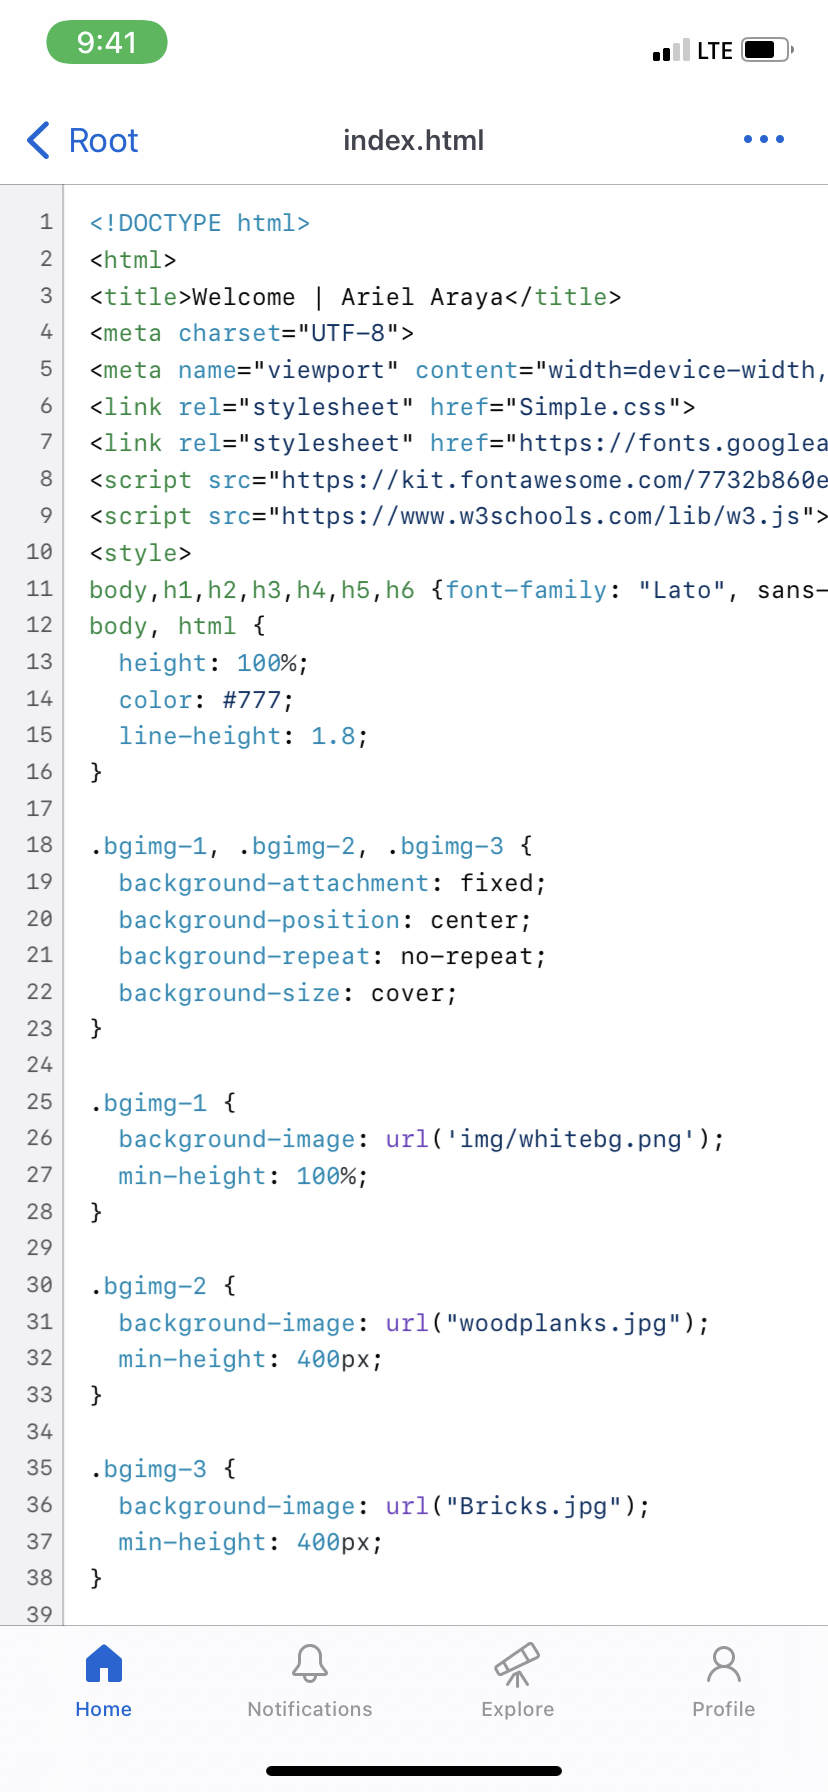 9:41
LTE
Root
index.html
1 <!DOCTYPE html>
2 <html>
3 <title>Welcome | Ariel Araya</title>
4 <meta charset="UTF-8">
5 <meta name="viewport" content="width=device-width,
6 <link rel="stylesheet" href="Simple.css">
7 <link rel="stylesheet" href="https://fonts.googlea
8 <script src="https://kit.fontawesome.com/7732b860e
9 <script src="https://www.w3schools.com/lib/w3.js">
10 <style>
11 body,h1,h2,h3,h4,h5,h6 {font-family: "Lato", sans-
12 body, html {
13   height: 100%;
14   color: #777;
15   line-height: 1.8;
16 }
17
18 .bgimg-1, .bgimg-2, .bgimg-3 {
19   background-attachment: fixed;
20   background-position: center;
21   background-repeat: no-repeat;
22   background-size: cover;
23 }
24
25 .bgimg-1 {
26   background-image: url('img/whitebg.png');
27   min-height: 100%;
28 }
29
30 .bgimg-2 {
31   background-image: url("woodplanks.jpg");
32   min-height: 400px;
33 }
34
35 .bgimg-3 {
36   background-image: url("Bricks.jpg");
37   min-height: 400px;
38 }
39
Home Notifications Explore Profile